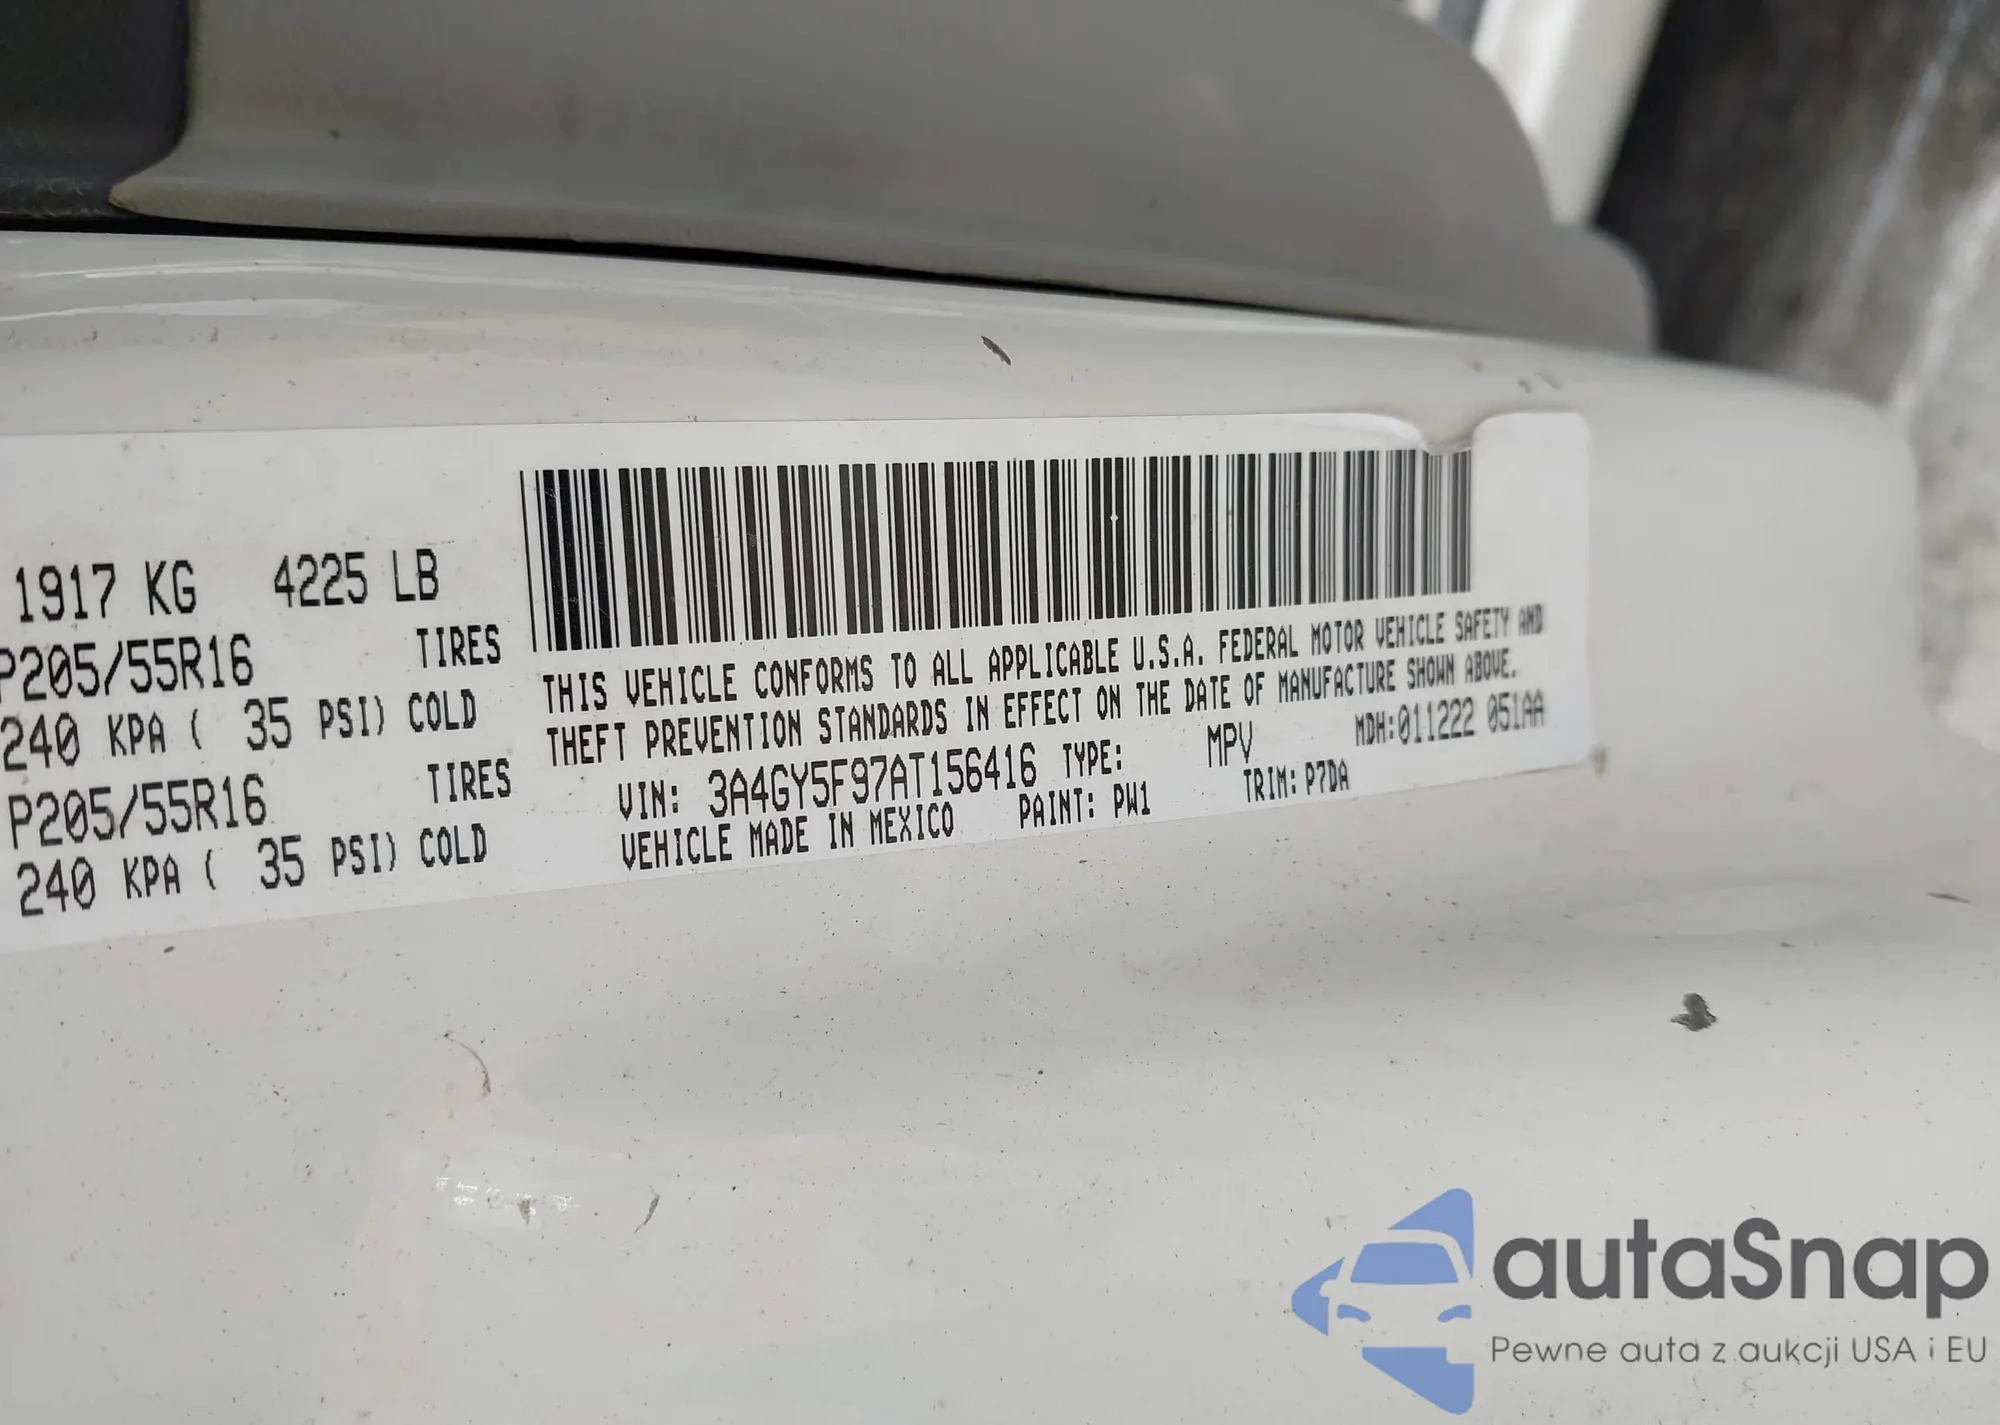 1917 KG 4225 LB
P205/55R16 TIRES
240 KPA ( 35 PSI) COLD
P205/55R16 TIRES
240 KPA ( 35 PSI) COLD
THIS VEHICLE CONFORMS TO ALL APPLICABLE U.S.A. FEDERAL MOTOR VEHICLE SAFETY AND
THEFT PREVENTION STANDARDS IN EFFECT ON THE DATE OF MANUFACTURE SHOWN ABOVE.
MDH:011222 051AA
VIN: 3A4GY5F97AT156416 TYPE: MPV
VEHICLE MADE IN MEXICO PAINT: PW1 TRIM: P7DA
autaSnap
Pewne auta z aukcji USA i EU